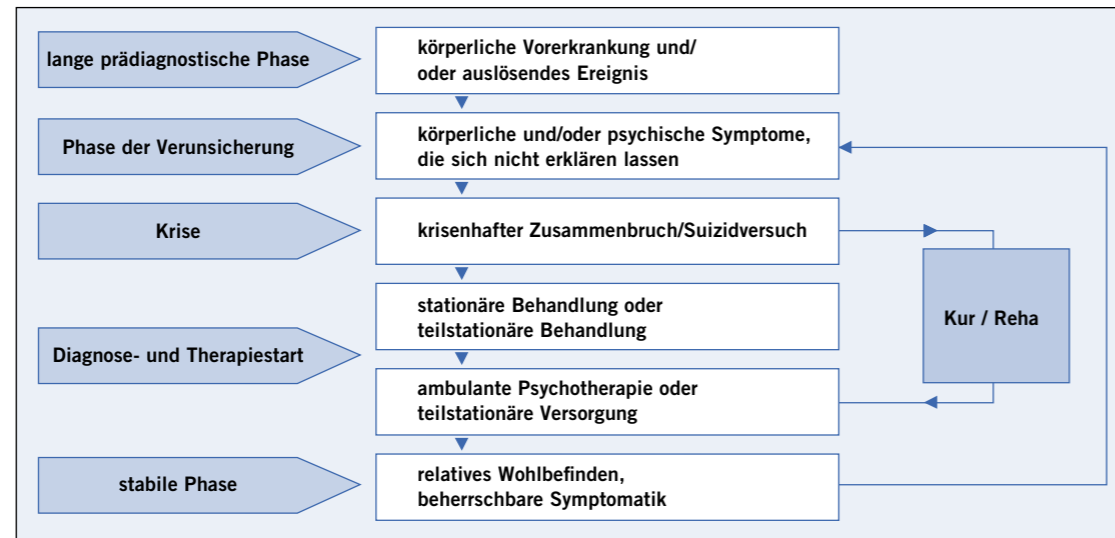 lange prädiagnostische Phase
körperliche Vorerkrankung und/
oder auslösendes Ereignis
Phase der Verunsicherung
körperliche und/oder psychische Symptome,
die sich nicht erklären lassen
Krise
krisenhafter Zusammenbruch/Suizidversuch
Kur / Reha
Diagnose- und Therapiestart
stationäre Behandlung oder
teilstationäre Behandlung
ambulante Psychotherapie oder
teilstationäre Versorgung
stabile Phase
relatives Wohlbefinden,
beherrschbare Symptomatik